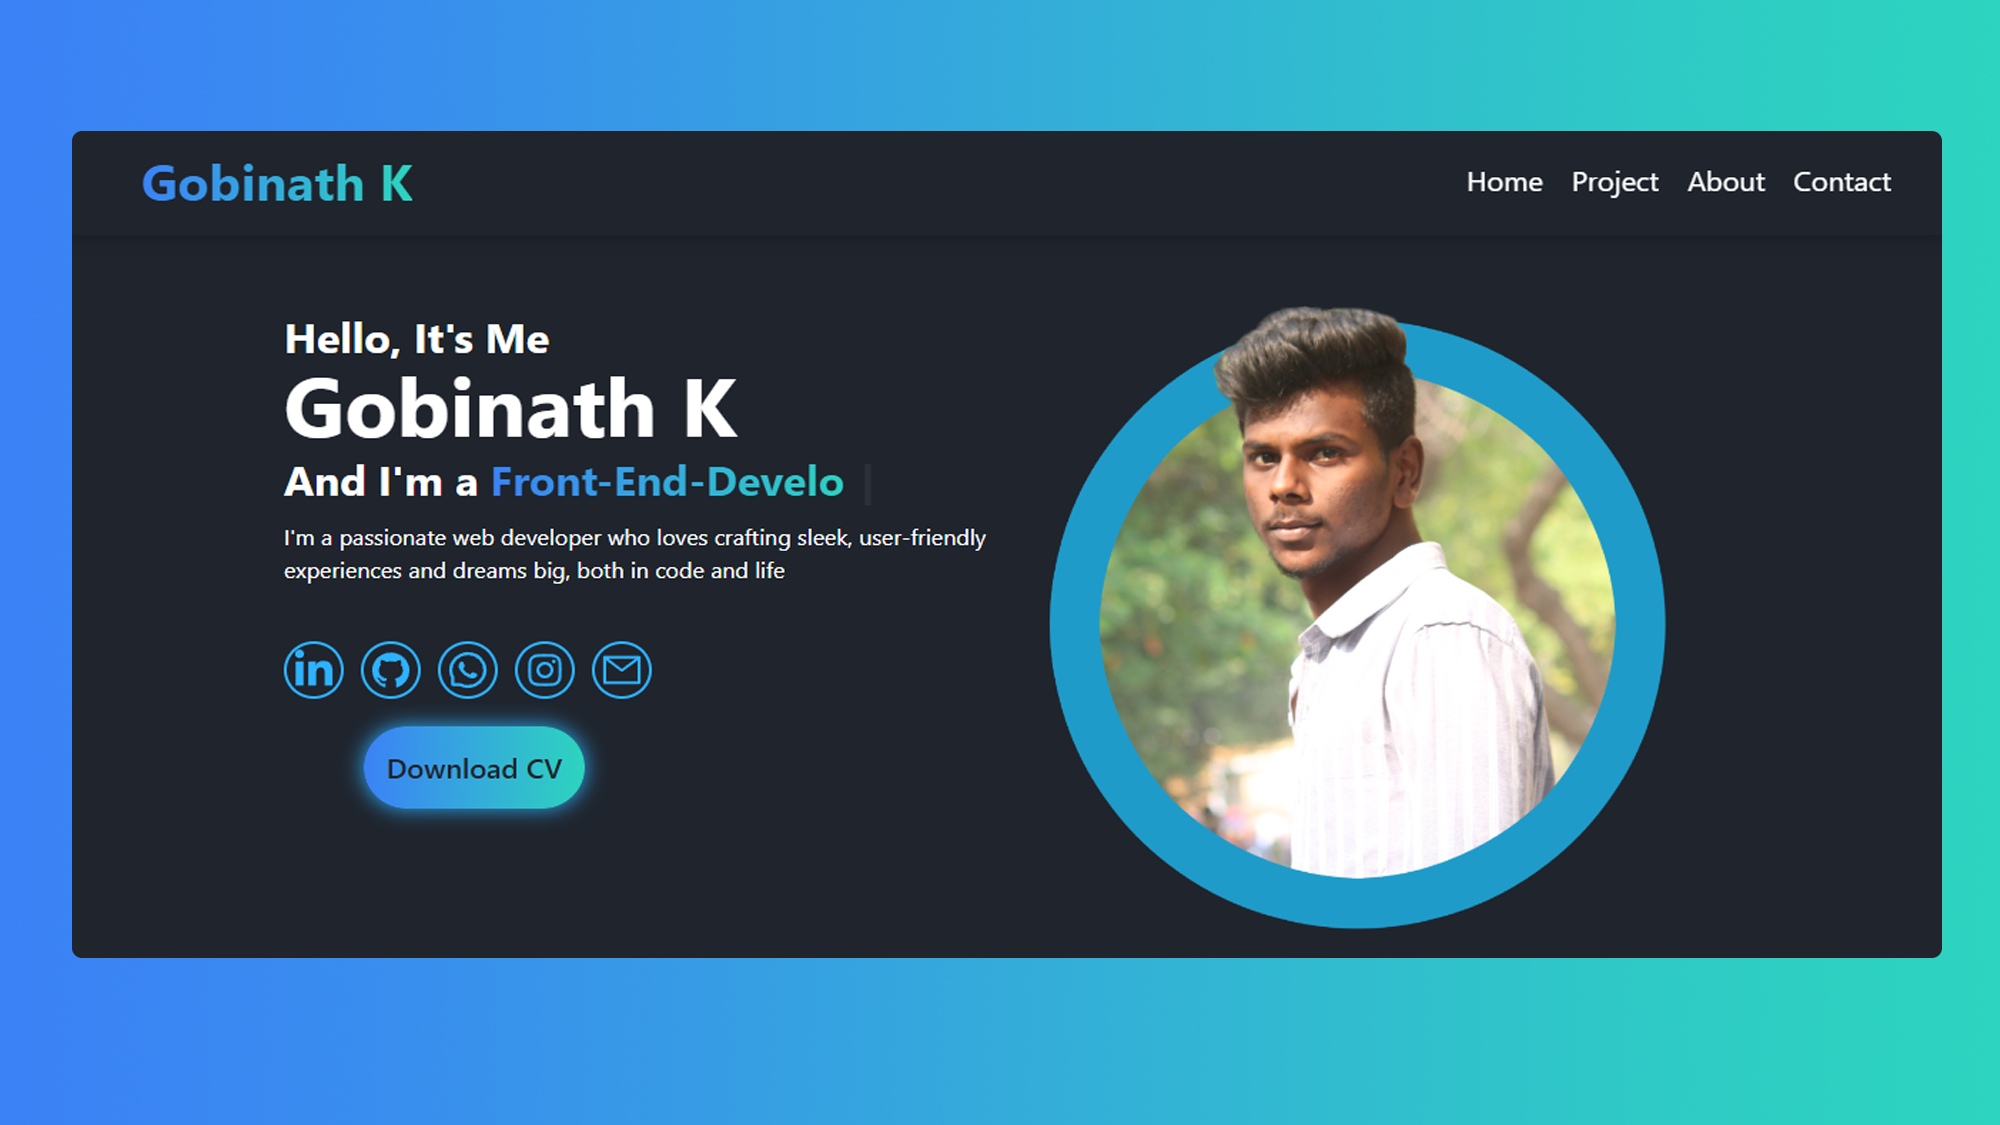 Gobinath K
Home Project About Contact
Hello, It's Me
Gobinath K
And I'm a Front-End-Develo
I'm a passionate web developer who loves crafting sleek, user-friendly
experiences and dreams big, both in code and life
in
Download CV